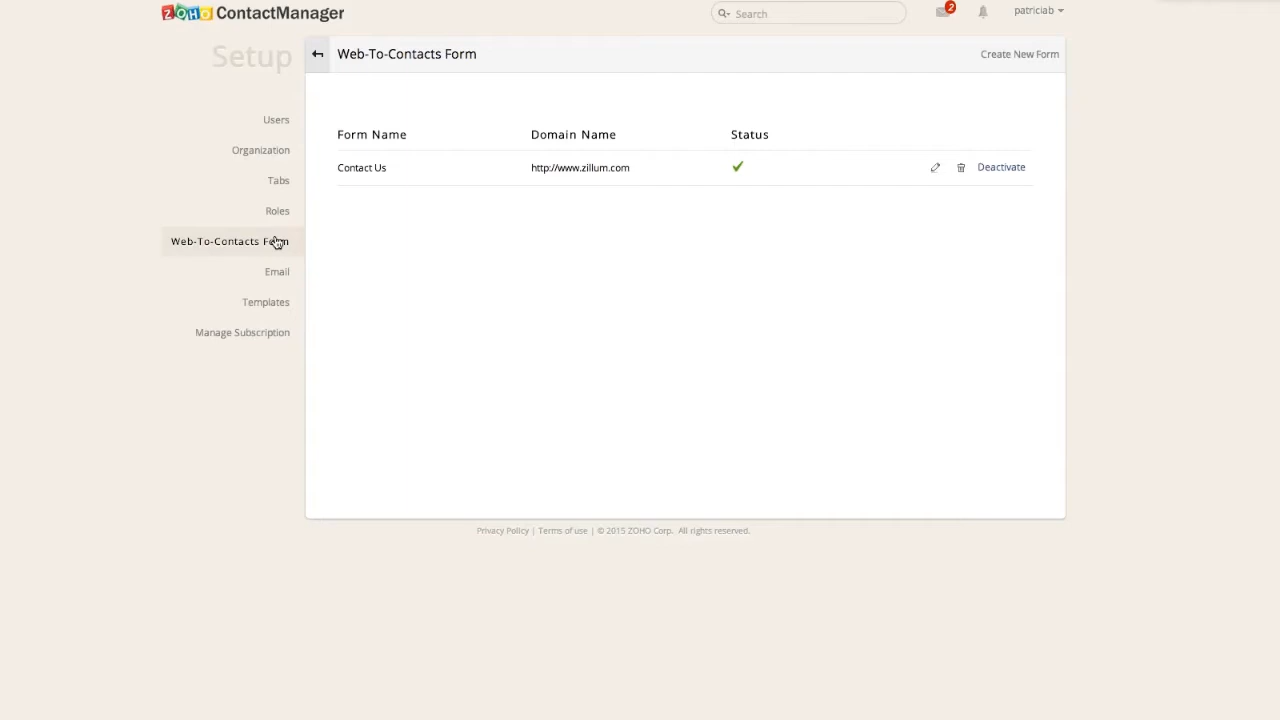 ZOHO ContactManager
Search
2
patriciab
Setup
Web-To-Contacts Form
Create New Form
Users
Organization
Tabs
Roles
Web-To-Contacts Form
Email
Templates
Manage Subscription
Form Name Domain Name Status
Contact Us http://www.zillum.com Deactivate
Privacy Policy | Terms of use | © 2015 ZOHO Corp. All rights reserved.